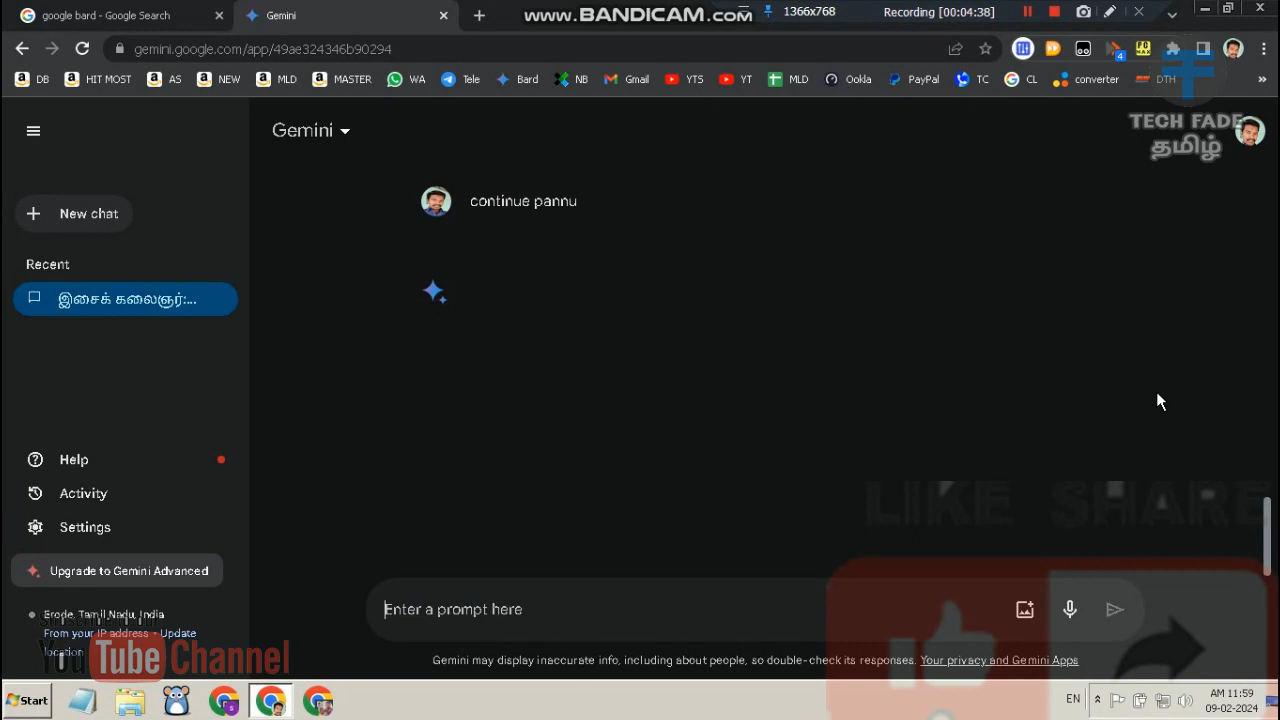 google bard - Google Search
Gemini
www.BANDICAM.com
1366x768
Recording [00:04:38]
gemini.google.com/app/49ae324346b90294
4
DB
HIT MOST
AS
NEW
MLD
MASTER
WA
Tele
Bard
NB
Gmail
YTS
YT
MLD
Ookla
PayPal
TC
CL
converter
DTH
»
TECH FADE
தமிழ்
Gemini
New chat
continue pannu
Recent
இசைக் கலைஞர்:...
Help
Activity
Settings
LIKE SHARE
Upgrade to Gemini Advanced
Enter a prompt here
Erode, Tamil Nadu, India
From your IP address • Update
location
YouTube Channel
Gemini may display inaccurate info, including about people, so double-check its responses. Your privacy and Gemini Apps
Start
EN
AM 11:59
09-02-2024